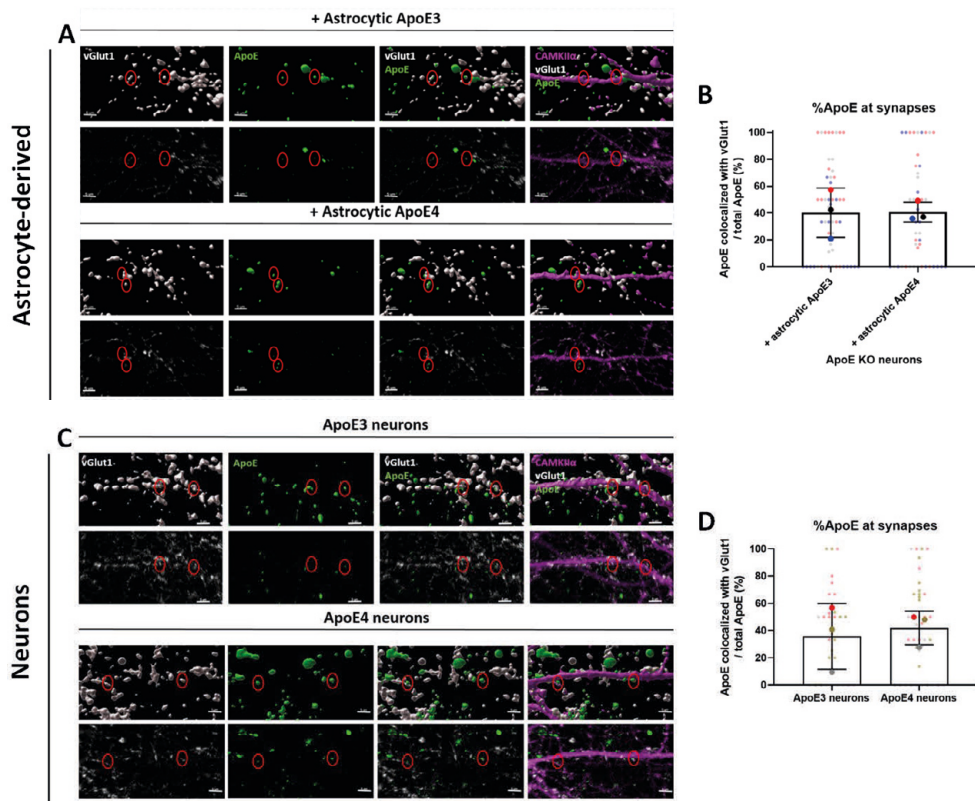 + Astrocytic ApoE3
A
vGlut1
ApoE
vGlut1
ApoE
CAMKIIα
vGlut1
ApoE
+ Astrocytic ApoE4
Astrocyte-derived
B
%ApoE at synapses
ApoE colocalized with vGlut1
/ total ApoE (%)
100
80
60
40
20
0
+ astrocytic ApoE3
+ astrocytic ApoE4
ApoE KO neurons
C
ApoE3 neurons
vGlut1
ApoE
vGlut1
ApoE
CAMKIIα
vGlut1
ApoE
ApoE4 neurons
Neurons
D
%ApoE at synapses
ApoE colocalized with vGlut1
/ total ApoE (%)
100
80
60
40
20
0
ApoE3 neurons
ApoE4 neurons